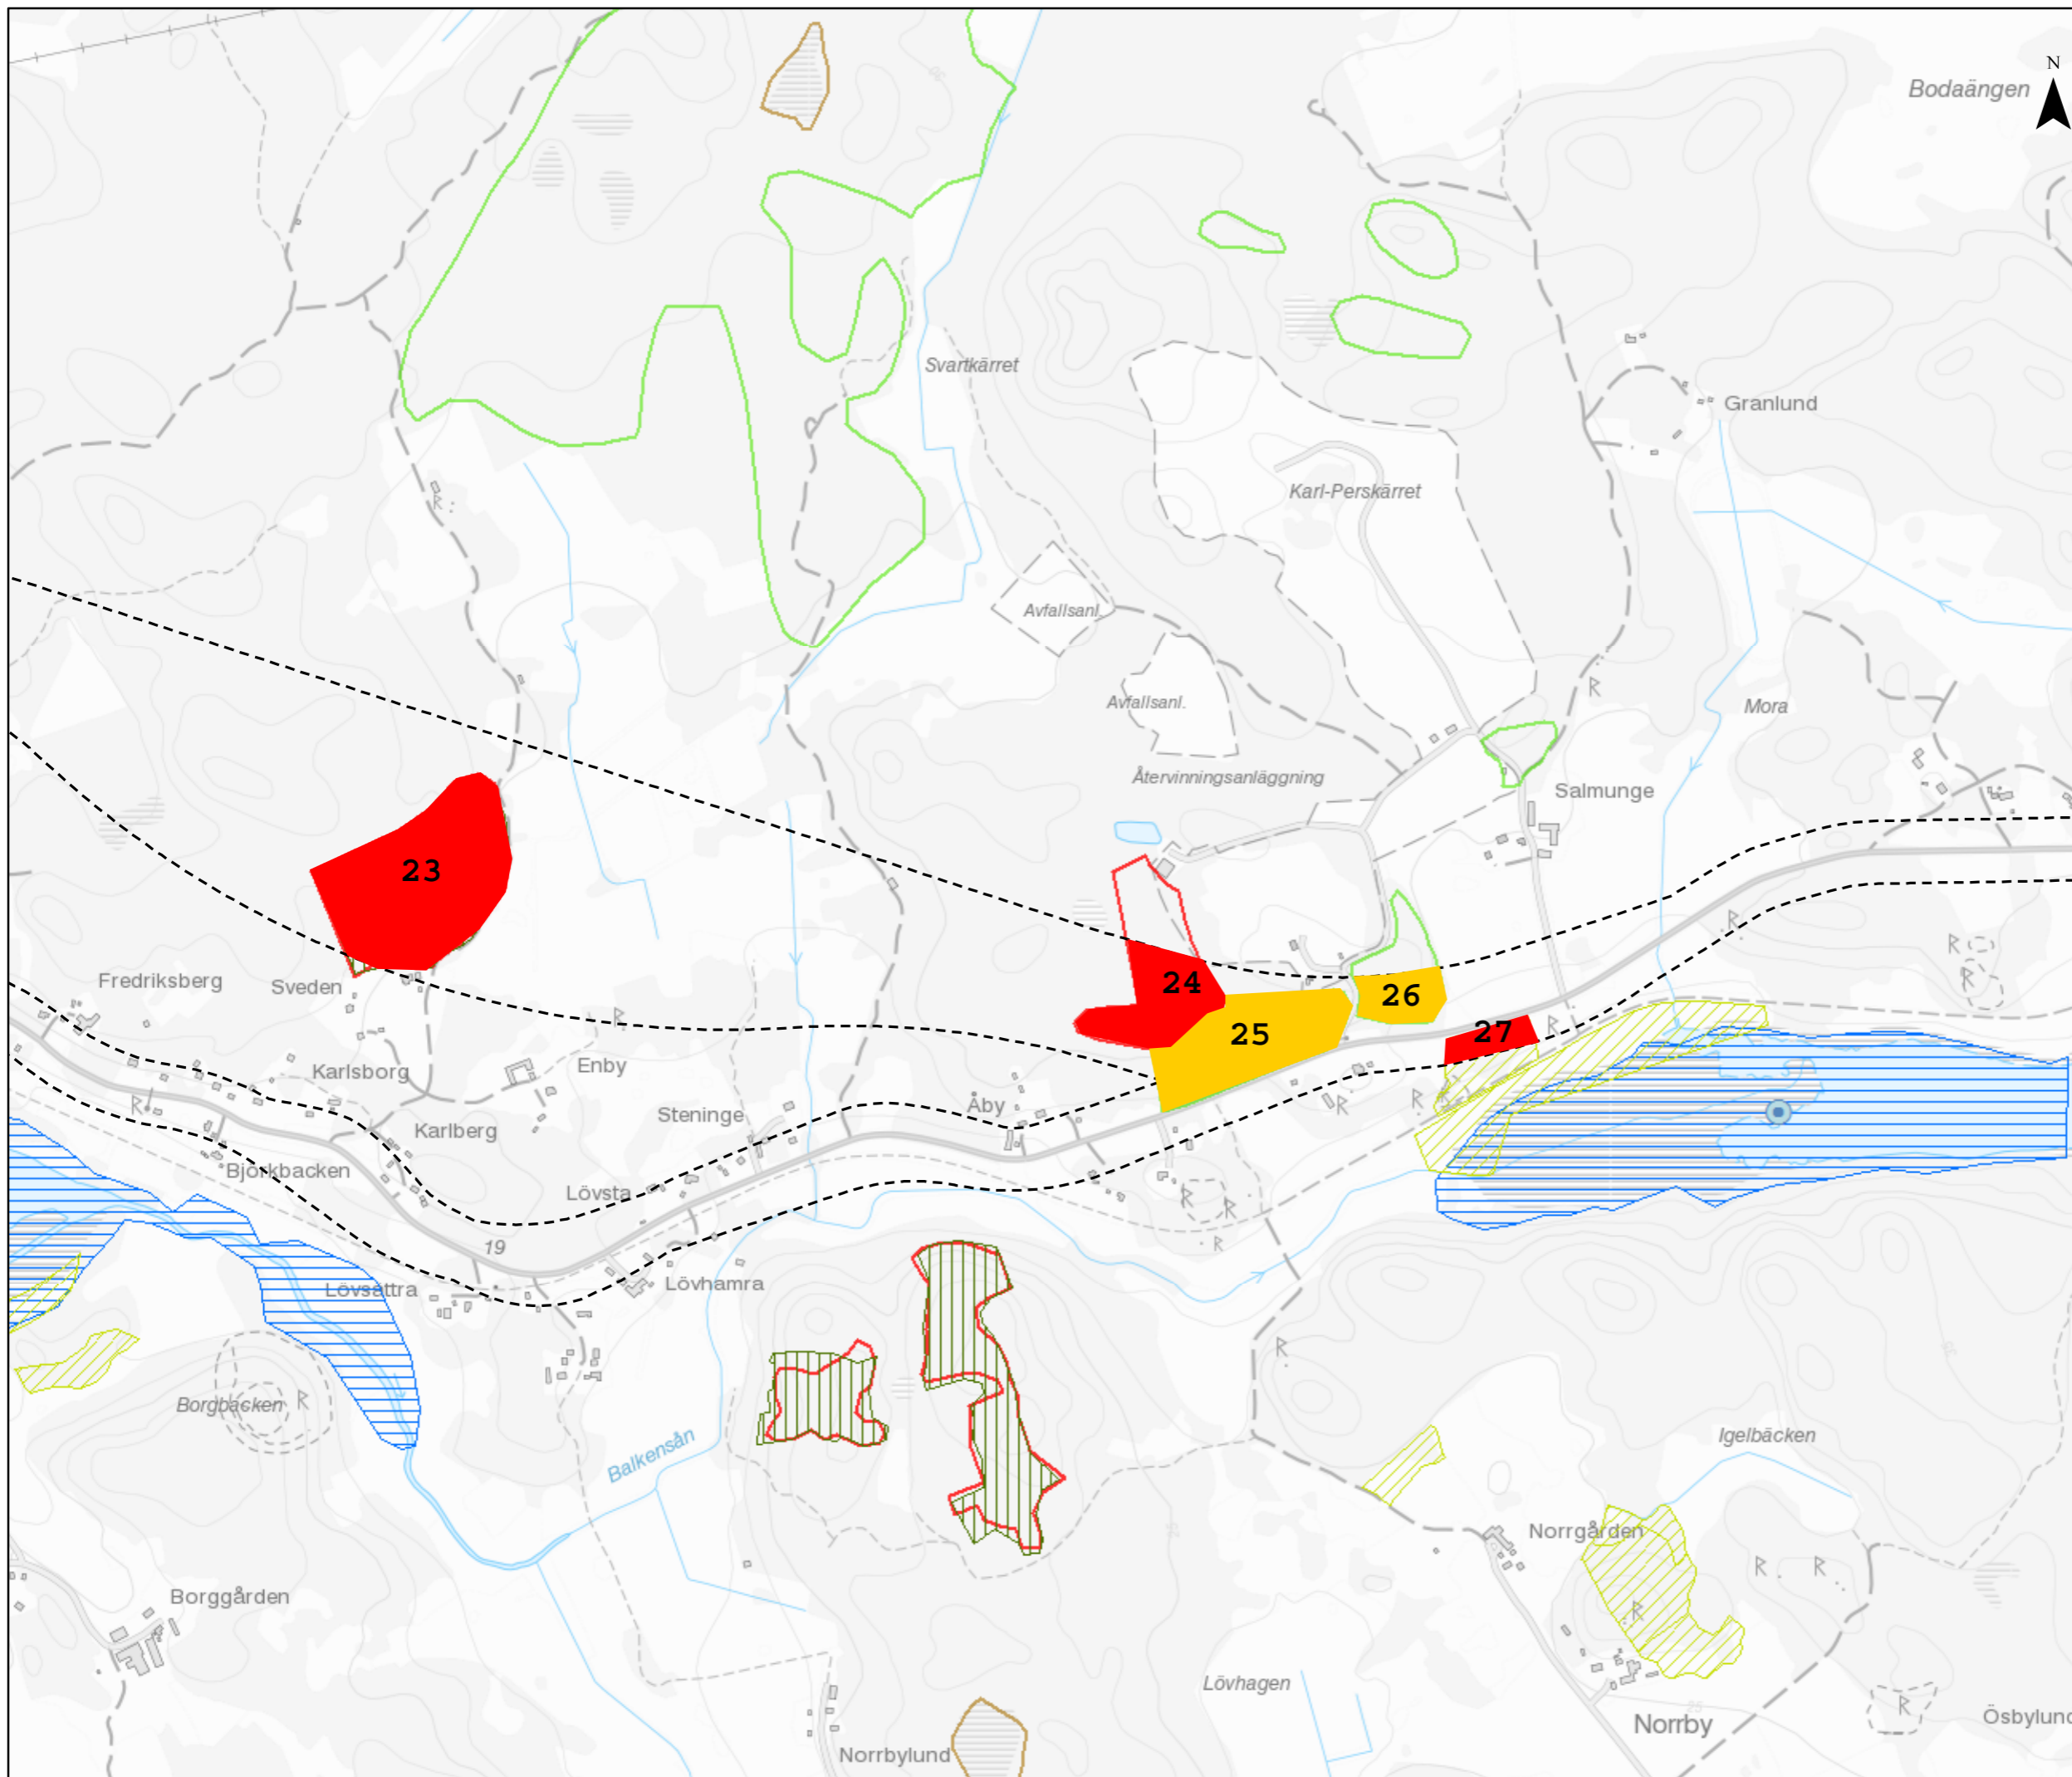 N
Bodaängen
Svartkärret
Granlund
Karl-Perskärret
Avfallsanl.
Avfallsanl.
Mora
Återvinningsanläggning
Salmunge
23
Fredriksberg
Sveden
24
26
25
27
Karlsborg
Enby
Steninge
Åby
Karlberg
Björkbacken
Lövsta
19
Lövsättra
Lövhamra
Borgbacken
Balkensån
Igelbäcken
Norrgården
Borggården
Lövhagen
Norrby
Ösbylund
Norrbylund